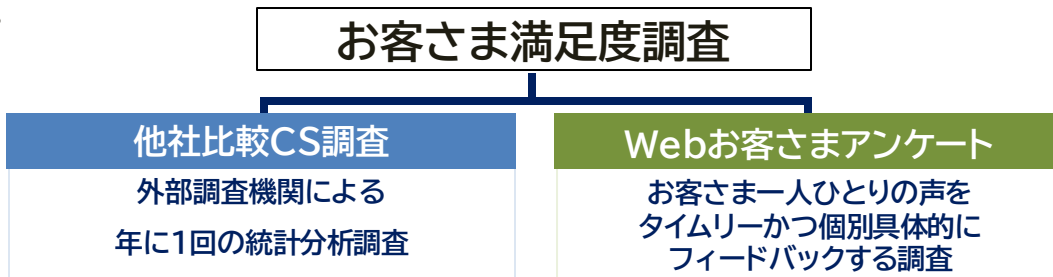 お客さま満足度調査
他社比較CS調査
外部調査機関による
年に1回の統計分析調査
Webお客さまアンケート
お客さま一人ひとりの声を
タイムリーかつ個別具体的に
フィードバックする調査